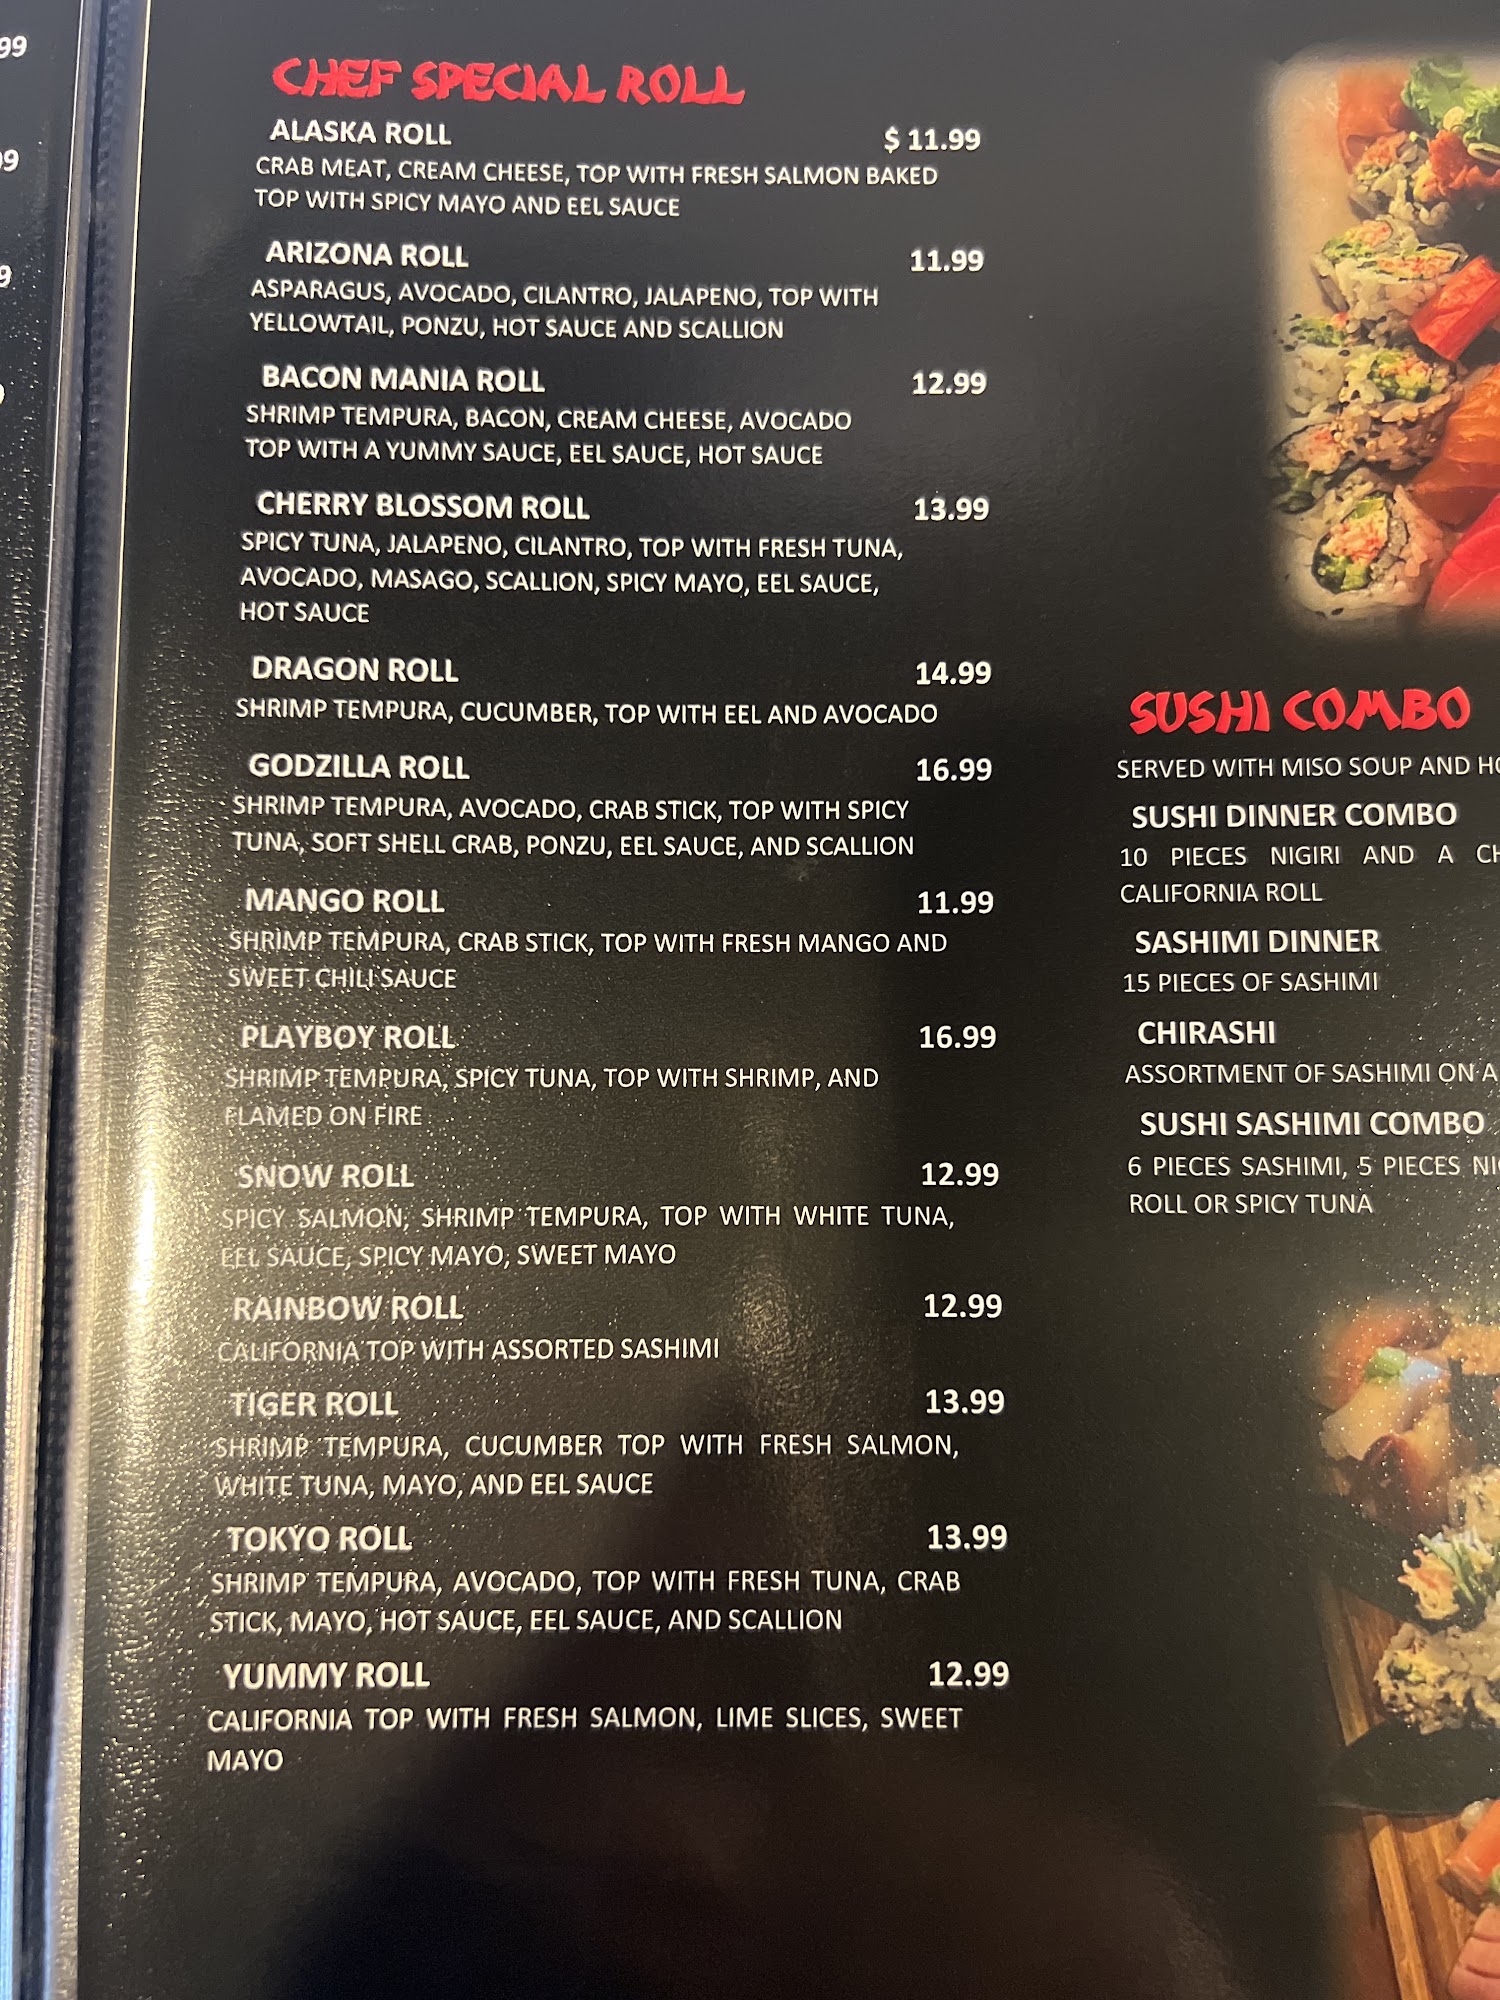 CHEF SPECIAL ROLL
ALASKA ROLL $ 11.99
CRAB MEAT, CREAM CHEESE, TOP WITH FRESH SALMON BAKED
TOP WITH SPICY MAYO AND EEL SAUCE
ARIZONA ROLL 11.99
ASPARAGUS, AVOCADO, CILANTRO, JALAPENO, TOP WITH
YELLOWTAIL, PONZU, HOT SAUCE AND SCALLION
BACON MANIA ROLL 12.99
SHRIMP TEMPURA, BACON, CREAM CHEESE, AVOCADO
TOP WITH A YUMMY SAUCE, EEL SAUCE, HOT SAUCE
CHERRY BLOSSOM ROLL 13.99
SPICY TUNA, JALAPENO, CILANTRO, TOP WITH FRESH TUNA,
AVOCADO, MASAGO, SCALLION, SPICY MAYO, EEL SAUCE,
HOT SAUCE
DRAGON ROLL 14.99
SHRIMP TEMPURA, CUCUMBER, TOP WITH EEL AND AVOCADO
GODZILLA ROLL 16.99
SHRIMP TEMPURA, AVOCADO, CRAB STICK, TOP WITH SPICY
TUNA, SOFT SHELL CRAB, PONZU, EEL SAUCE, AND SCALLION
MANGO ROLL 11.99
SHRIMP TEMPURA, CRAB STICK, TOP WITH FRESH MANGO AND
SWEET CHILI SAUCE
PLAYBOY ROLL 16.99
SHRIMP TEMPURA, SPICY TUNA, TOP WITH SHRIMP, AND
FLAMED ON FIRE
SNOW ROLL 12.99
SPICY SALMON, SHRIMP TEMPURA, TOP WITH WHITE TUNA,
EEL SAUCE, SPICY MAYO, SWEET MAYO
RAINBOW ROLL 12.99
CALIFORNIA TOP WITH ASSORTED SASHIMI
TIGER ROLL 13.99
SHRIMP TEMPURA, CUCUMBER TOP WITH FRESH SALMON,
WHITE TUNA, MAYO, AND EEL SAUCE
TOKYO ROLL 13.99
SHRIMP TEMPURA, AVOCADO, TOP WITH FRESH TUNA, CRAB
STICK, MAYO, HOT SAUCE, EEL SAUCE, AND SCALLION
YUMMY ROLL 12.99
CALIFORNIA TOP WITH FRESH SALMON, LIME SLICES, SWEET
MAYO
SUSHI COMBO
SERVED WITH MISO SOUP AND
SUSHI DINNER COMBO
10 PIECES NIGIRI AND A
CALIFORNIA ROLL
SASHIMI DINNER
15 PIECES OF SASHIMI
CHIRASHI
ASSORTMENT OF SASHIMI ON A
SUSHI SASHIMI COMBO
6 PIECES SASHIMI, 5 PIECES
ROLL OR SPICY TUNA